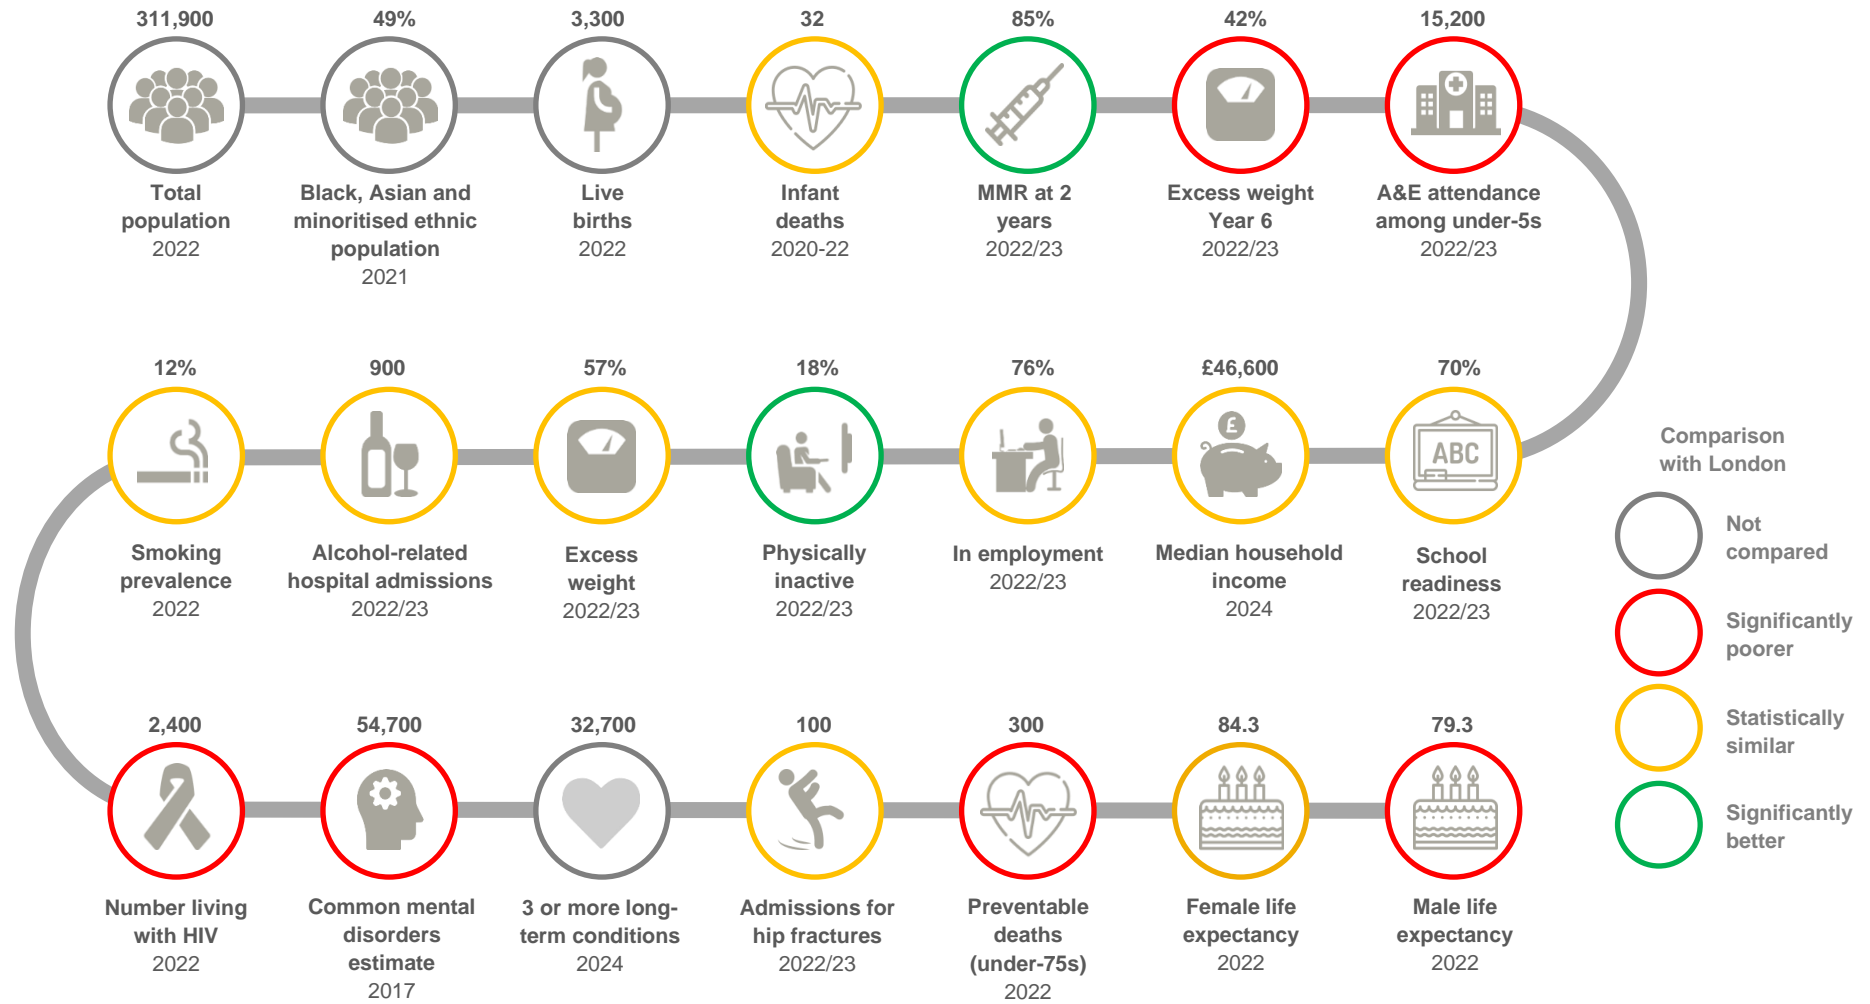 311,900
49%
3,300
32
85%
42%
15,200
Total
population
2022
Black, Asian and
minoritised ethnic
population
2021
Live
births
2022
Infant
deaths
2020-22
MMR at 2
years
2022/23
Excess weight
Year 6
2022/23
A&E attendance
among under-5s
2022/23
12%
900
57%
18%
76%
£46,600
£
70%
ABC
Smoking
prevalence
2022
Alcohol-related
hospital admissions
2022/23
Excess
weight
2022/23
Physically
inactive
2022/23
In employment
2022/23
Median household
income
2024
School
readiness
2022/23
2,400
54,700
32,700
100
300
84.3
79.3
Number living
with HIV
2022
Common mental
disorders
estimate
2017
3 or more long-
term conditions
2024
Admissions for
hip fractures
2022/23
Preventable
deaths
(under-75s)
2022
Female life
expectancy
2022
Male life
expectancy
2022
Comparison
with London
Not
compared
Significantly
poorer
Statistically
similar
Significantly
better